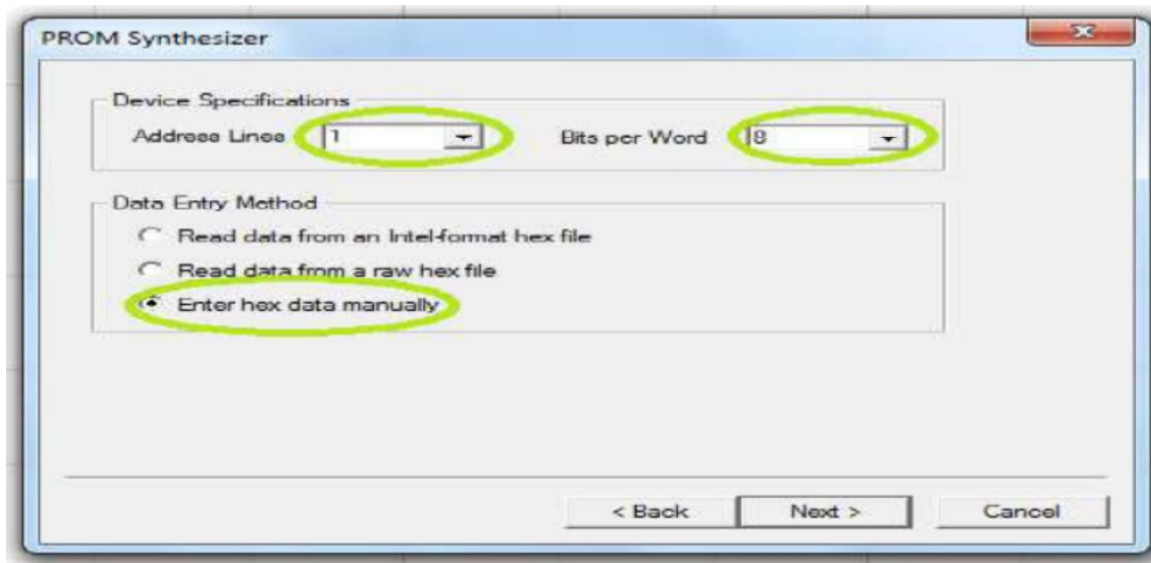 PROM Synthesizer
Device Specifications
Address Lines 1 Bits per Word 8
Data Entry Method
Read data from an Intel-format hex file
Read data from a raw hex file
Enter hex data manually
< Back Next > Cancel